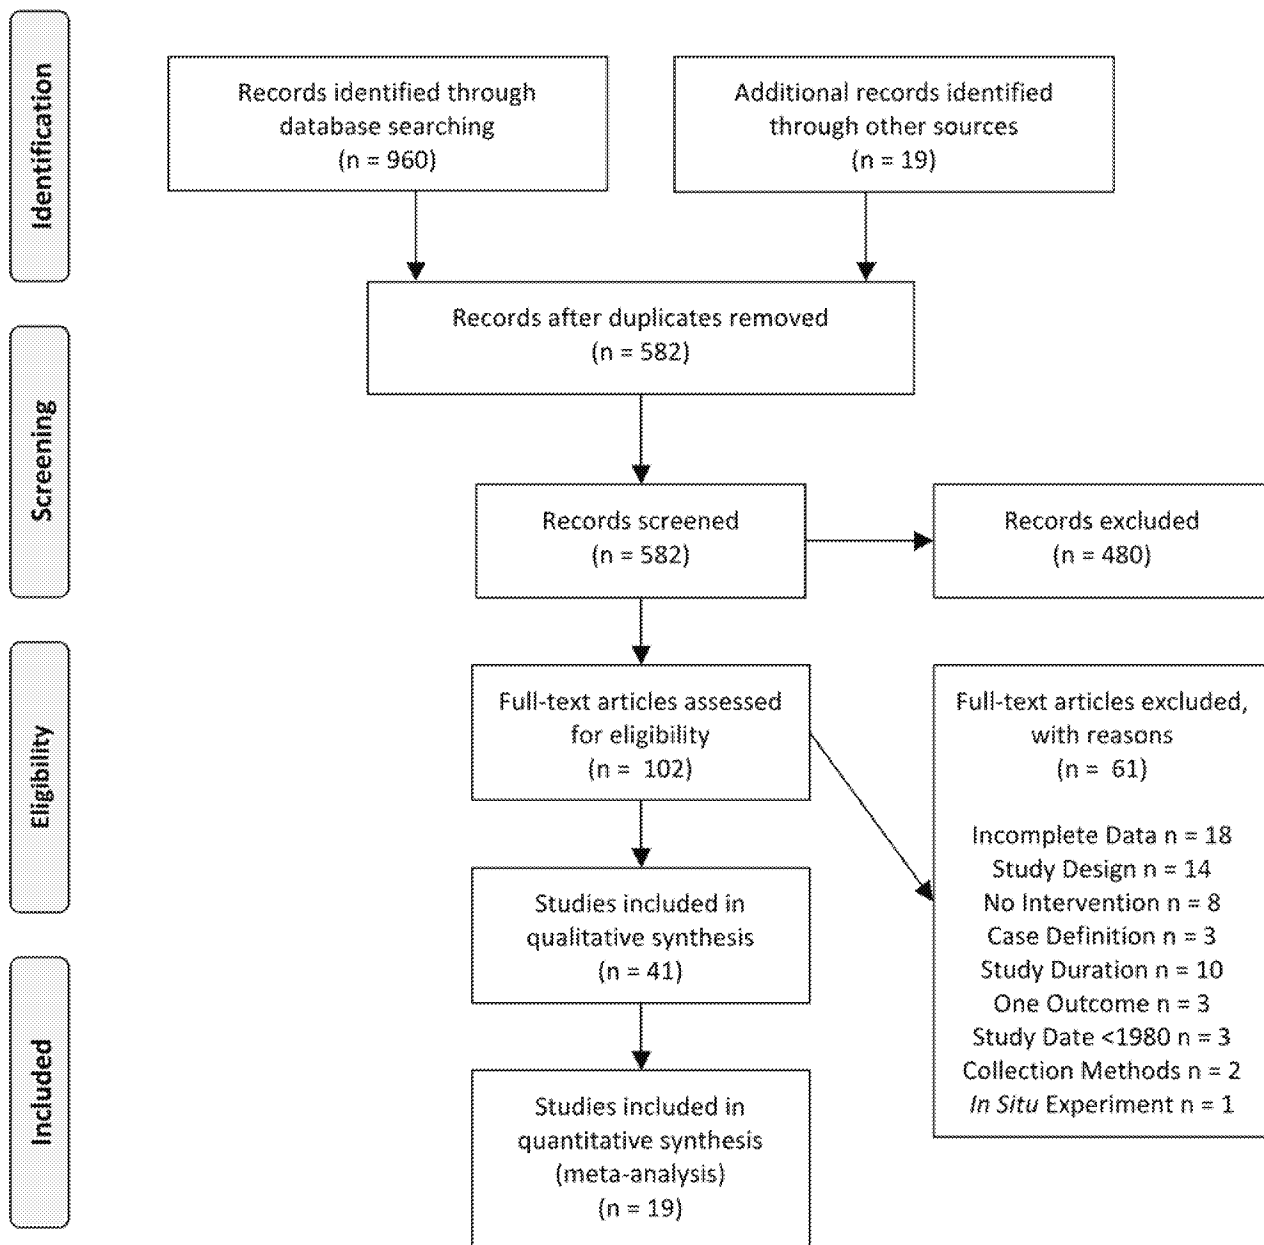 Identification
Records identified through
database searching
(n = 960)
Additional records identified
through other sources
(n = 19)
Records after duplicates removed
(n = 582)
Screening
Records screened
(n = 582)
Records excluded
(n = 480)
Eligibility
Full-text articles assessed
for eligibility
(n = 102)
Full-text articles excluded,
with reasons
(n = 61)
Incomplete Data n = 18
Study Design n = 14
No Intervention n = 8
Case Definition n = 3
Study Duration n = 10
One Outcome n = 3
Study Date <1980 n = 3
Collection Methods n = 2
In Situ Experiment n = 1
Studies included in
qualitative synthesis
(n = 41)
Included
Studies included in
quantitative synthesis
(meta-analysis)
(n = 19)